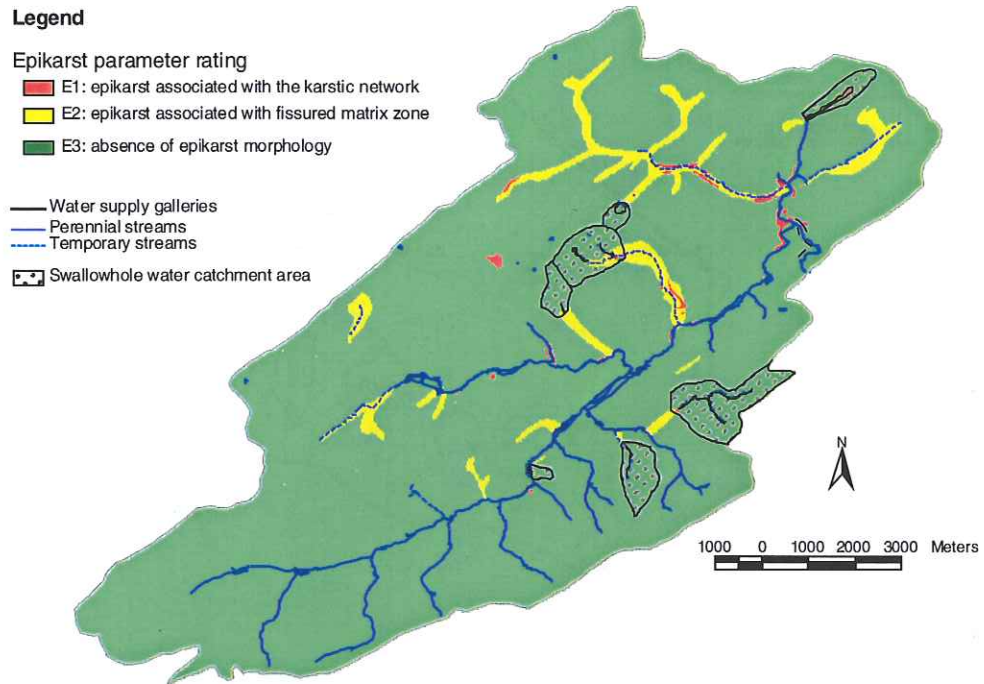 Legend
Epikarst parameter rating
E1: epikarst associated with the karstic network
E2: epikarst associated with fissured matrix zone
E3: absence of epikarst morphology
Water supply galleries
Perennial streams
Temporary streams
Swallowhole water catchment area
N
1000 0 1000 2000 3000 Meters